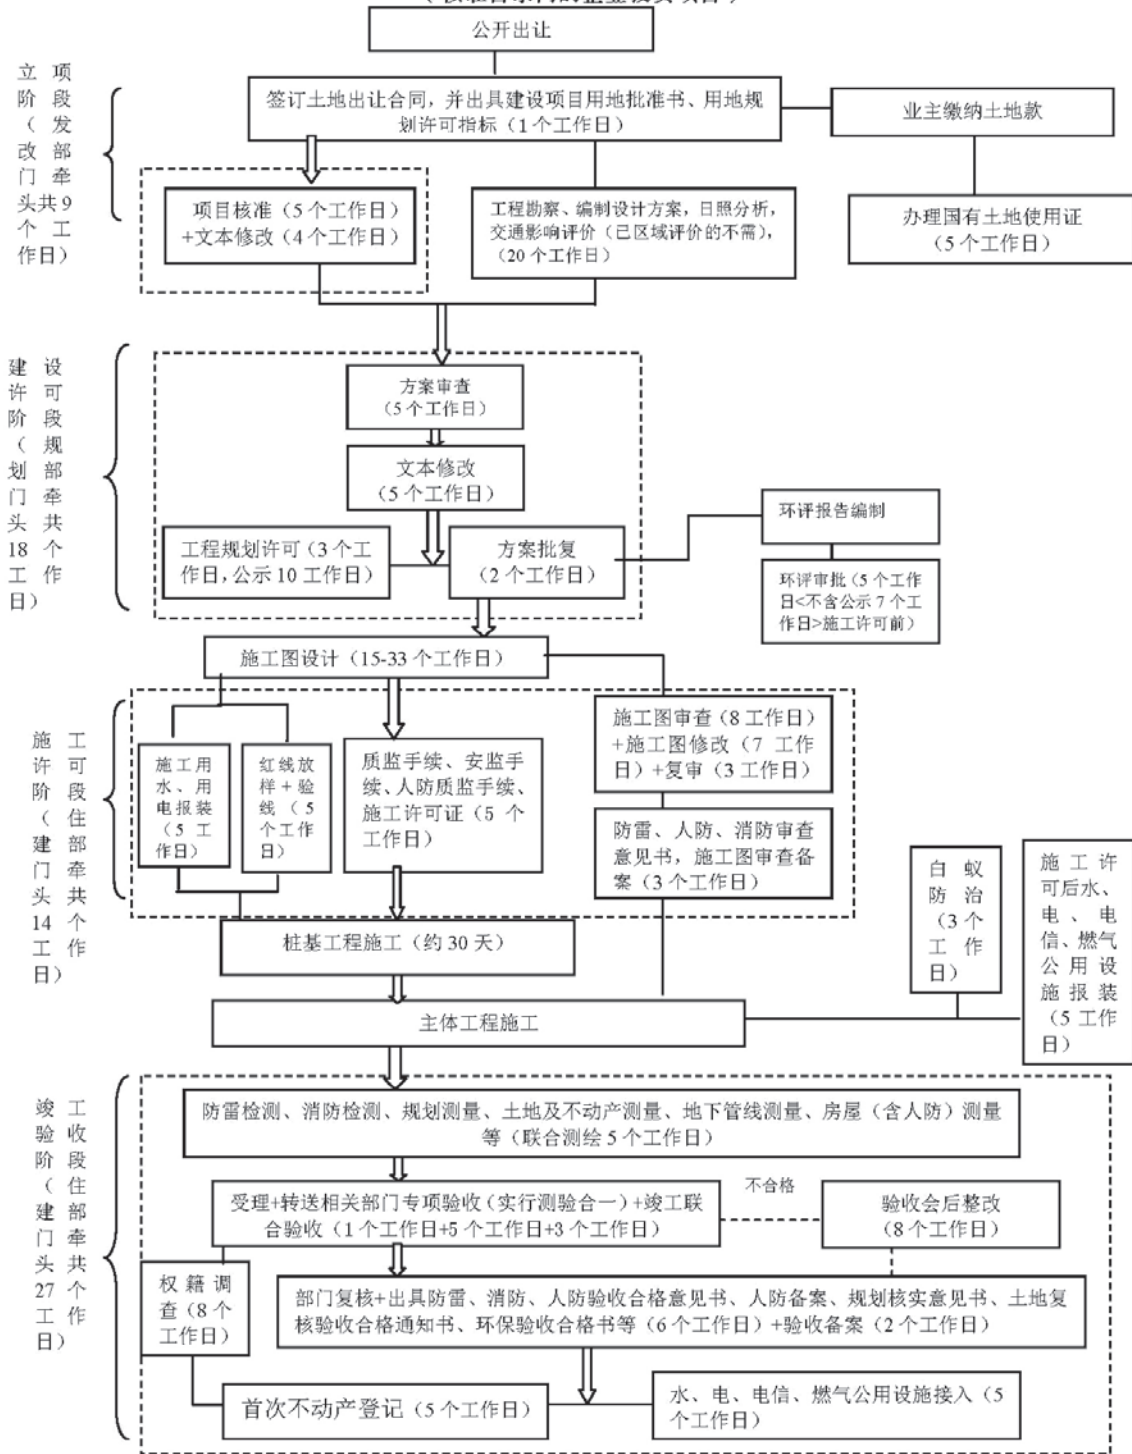 公开出让
立项
阶段
（发
改部
门牵
头共9
个工
作日）
签订土地出让合同，并出具建设项目用地批准书、用地规
划许可指标（1个工作日）
业主缴纳土地款
项目核准（5个工作日）
+文本修改（4个工作日）
工程勘察、编制设计方案，日照分析，
交通影响评价（已区域评价的不需），
（20个工作日）
办理国有土地使用证
（5个工作日）
建设
许可
阶段
（规
划部
门牵
头共
18个
工作
日）
方案审查
（5个工作日）
文本修改
（5个工作日）
工程规划许可（3个工
作日，公示10工作日）
方案批复
（2个工作日）
环评报告编制
环评审批（5个工作
日<不含公示7个工
作日>施工许可前）
施工图设计（15-33个工作日）
施工
许可
阶段
（住
建部
门牵
头共
14个
工作
日）
施工用
水、用
电报装
（5工
作日）
红线放
样+验
线（5
个工作
日）
质监手续、安监手
续、人防质监手续、
施工许可证（5个
工作日）
施工图审查（8工作日）
+施工图修改（7工作
日）+复审（3工作日）
防雷、人防、消防审查
意见书，施工图审查备
案（3个工作日）
白蚁
防治
（3个
工作
日）
施工许
可后水、
电、电
信、燃气
公用设
施报装
（5工作
日）
桩基工程施工（约30天）
主体工程施工
竣工
验收
阶段
（住
建部
门牵
头共
27个
工作
日）
防雷检测、消防检测、规划测量、土地及不动产测量、地下管线测量、房屋（含人防）测量
等（联合测绘5个工作日）
受理+转送相关部门专项验收（实行测验合一）+竣工联
合验收（1个工作日+5个工作日+3个工作日）
不合格
验收会后整改
（8个工作日）
权籍调
查（8个
工作日）
部门复核+出具防雷、消防、人防验收合格意见书、人防备案、规划核实意见书、土地复
核验收合格通知书、环保验收合格书等（6个工作日）+验收备案（2个工作日）
首次不动产登记（5个工作日）
水、电、电信、燃气公用设施接入（5
个工作日）